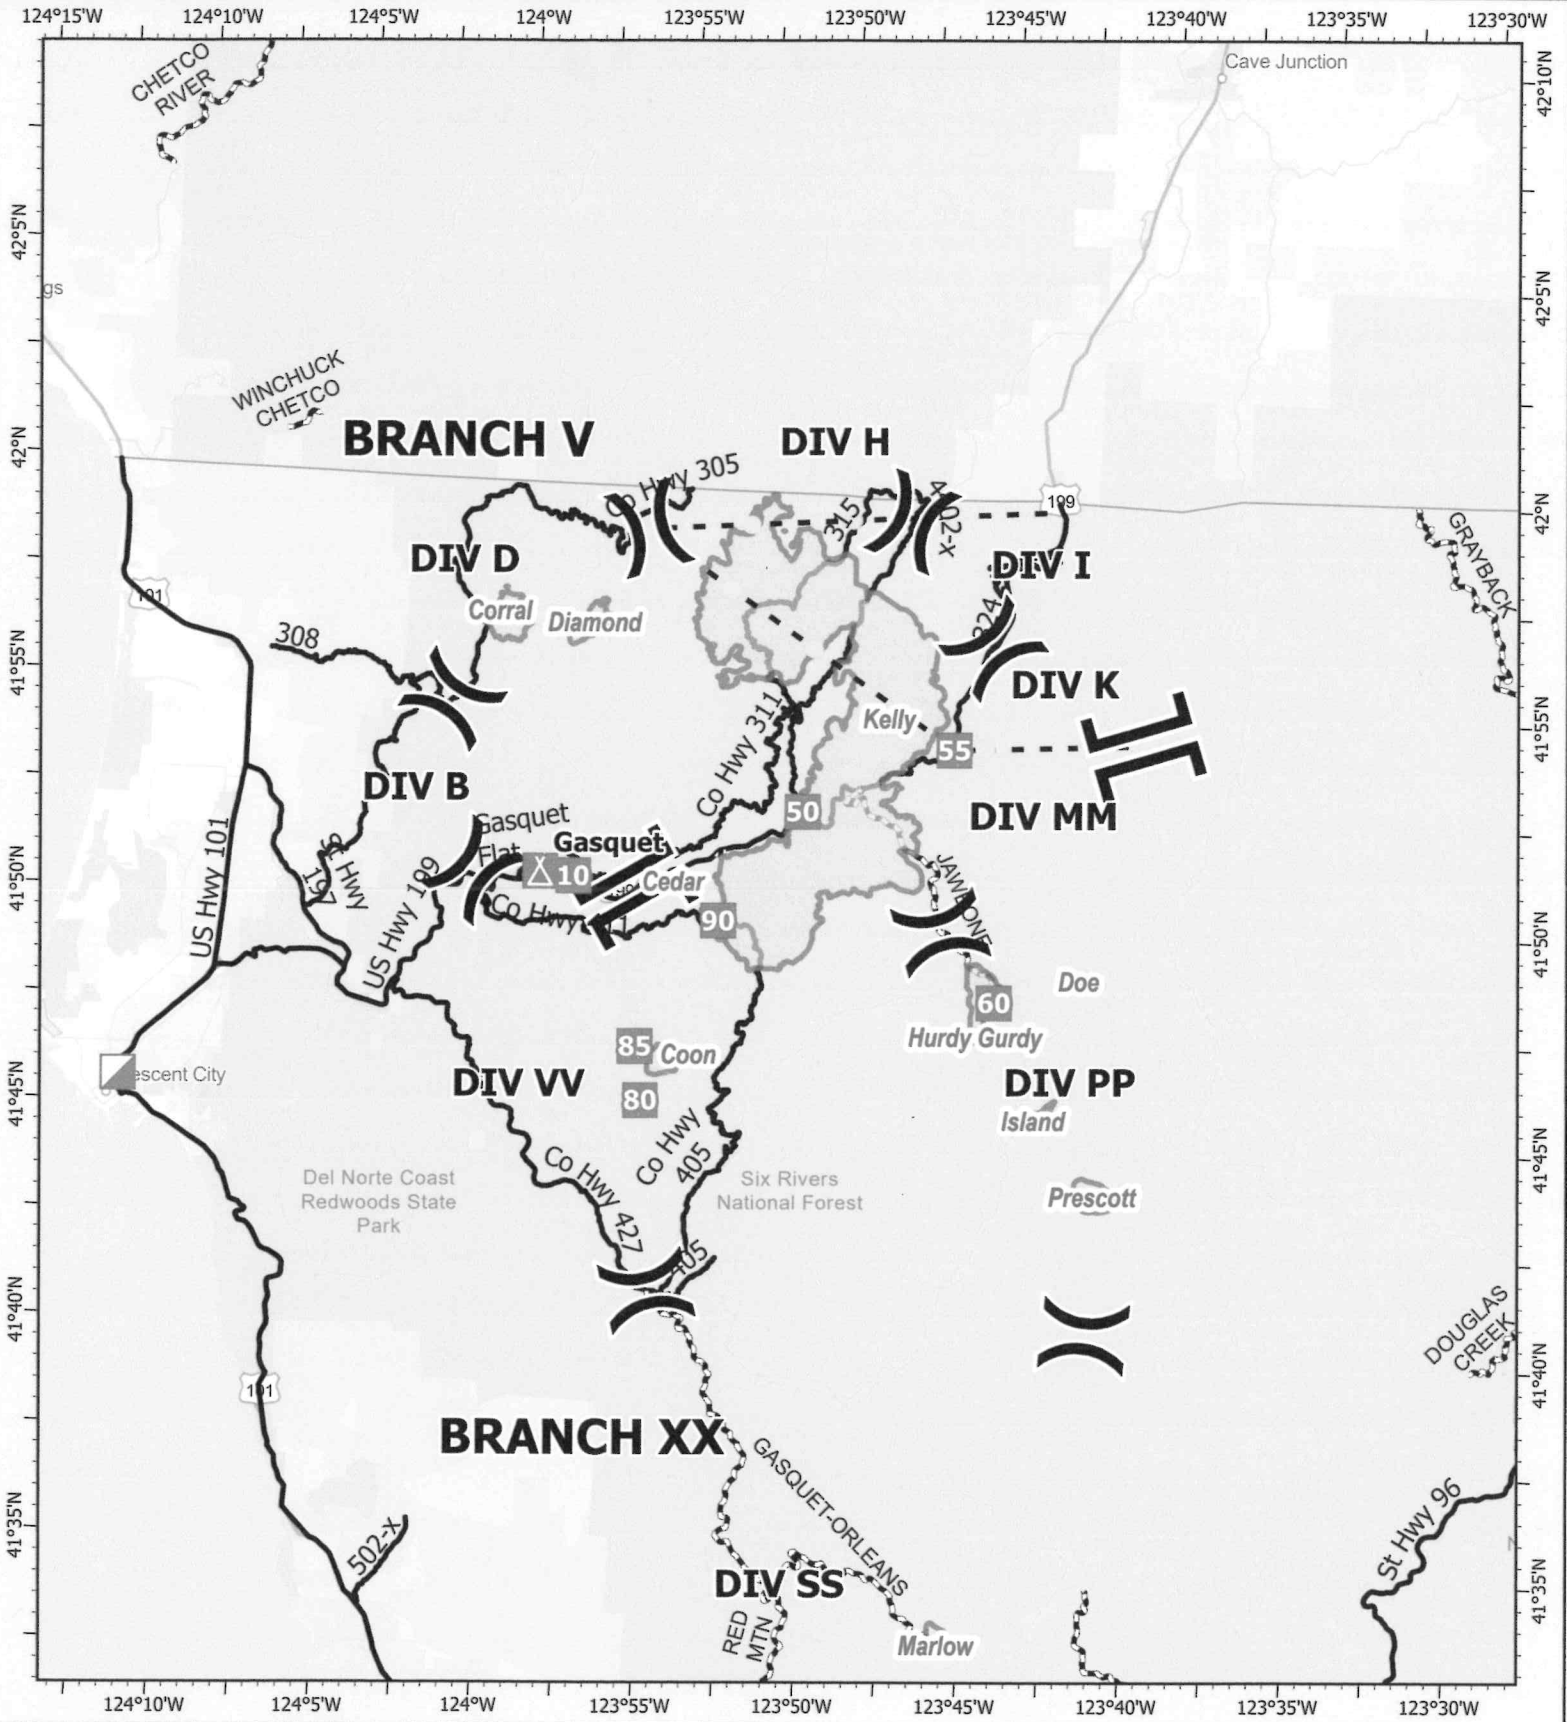 124°15'W 124°10'W 124°5'W 124°0'W 123°55'W 123°50'W 123°45'W 123°40'W 123°35'W 123°30'W
CHETCO
RIVER
Cave Junction
42°10'N
42°5'N
gs
42°5'N
WINCHUCK
CHETCO
BRANCH V
DIV H
42°N
Co Hwy 305
199
42°N
315
DIV D
DIV I
GRAYBACK
101
Corral
Diamond
308
324
41°55'N
DIV K
Kelly
41°55'N
Co Hwy 311
55
DIV B
50
DIV MM
Gasquet
Flat
Gasquet
10
Cedar
41°50'N
St Hwy
197
US Hwy 101
US Hwy 199
JAWBONE
90
41°50'N
Doe
60
Hurdy Gurdy
85
Coon
escent City
DIV VV
80
DIV PP
41°45'N
Island
Co Hwy
405
Co Hwy 427
41°45'N
Del Norte Coast
Redwoods State
Park
Six Rivers
National Forest
Prescott
405
41°40'N
DOUGLAS
CREEK
41°40'N
101
BRANCH XX
GASQUET-ORLEANS
St Hwy 96
41°35'N
502-x
DIV SS
41°35'N
RED
MTN
Marlow
124°10'W 124°5'W 124°0'W 123°55'W 123°50'W 123°45'W 123°40'W 123°35'W 123°30'W